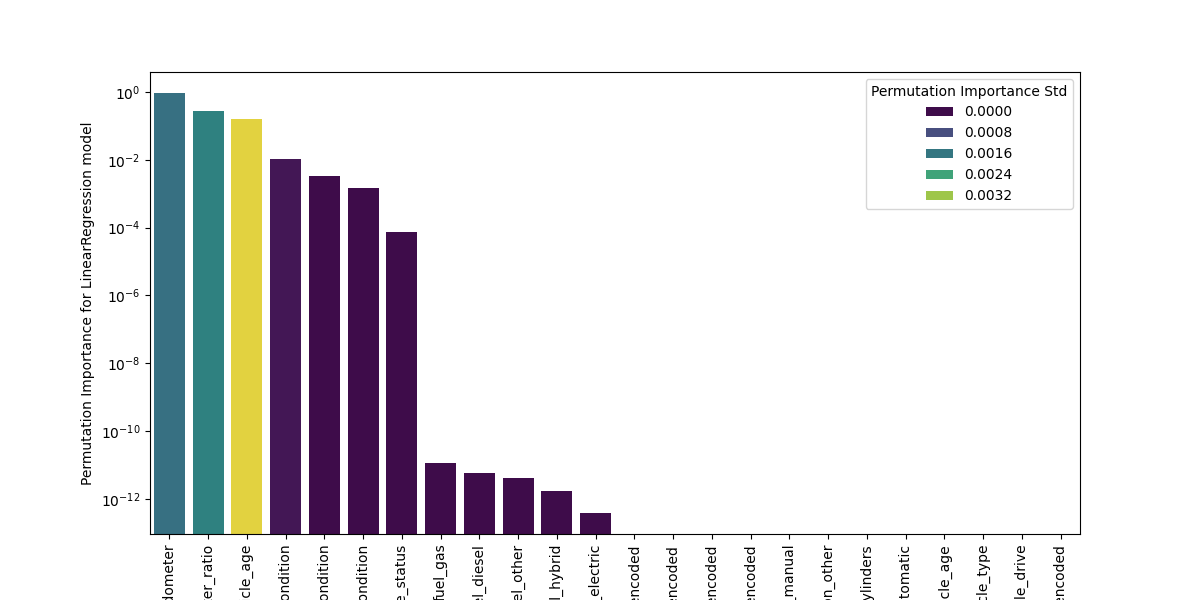 Permutation Importance for LinearRegression model
10^0
10^-2
10^-4
10^-6
10^-8
10^-10
10^-12
Permutation Importance Std
0.0000
0.0008
0.0016
0.0024
0.0032
dometer
er_ratio
cle_age
ondition
ondition
ondition
e_status
fuel_gas
el_diesel
el_other
l_hybrid
_electric
encoded
encoded
encoded
encoded
_manual
on_other
ylinders
tomatic
cle_age
cle_type
le_drive
encoded